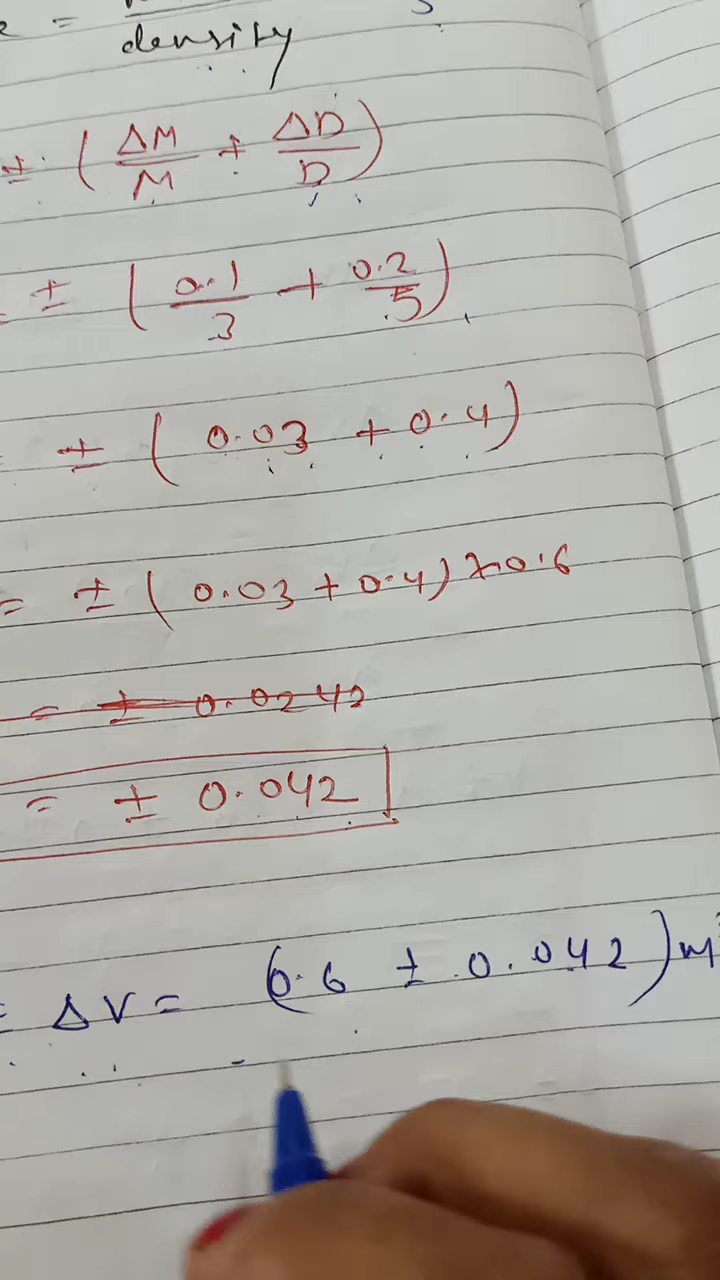 = density
± (ΔM/M + ΔD/D)
± (0.1/3 + 0.2/5)
± (0.03 + 0.4)
= ± (0.03 + 0.4) × 0.6
= ± 0.0242
= ± 0.042
= ΔV = (0.6 ± 0.042) m